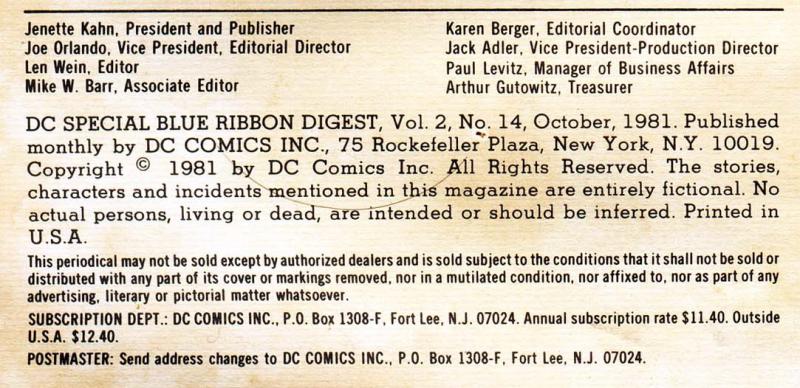 Jenette Kahn, President and Publisher
Joe Orlando, Vice President, Editorial Director
Len Wein, Editor
Mike W. Barr, Associate Editor
Karen Berger, Editorial Coordinator
Jack Adler, Vice President-Production Director
Paul Levitz, Manager of Business Affairs
Arthur Gutowitz, Treasurer
DC SPECIAL BLUE RIBBON DIGEST, Vol. 2, No. 14, October, 1981. Published
monthly by DC COMICS INC., 75 Rockefeller Plaza, New York, N.Y. 10019.
Copyright © 1981 by DC Comics Inc. All Rights Reserved. The stories,
characters and incidents mentioned in this magazine are entirely fictional. No
actual persons, living or dead, are intended or should be inferred. Printed in
U.S.A.
This periodical may not be sold except by authorized dealers and is sold subject to the conditions that it shall not be sold or
distributed with any part of its cover or markings removed, nor in a mutilated condition, nor affixed to, nor as part of any
advertising, literary or pictorial matter whatsoever.
SUBSCRIPTION DEPT.: DC COMICS INC., P.O. Box 1308-F, Fort Lee, N.J. 07024. Annual subscription rate $11.40. Outside
U.S.A. $12.40.
POSTMASTER: Send address changes to DC COMICS INC., P.O. Box 1308-F, Fort Lee, N.J. 07024.